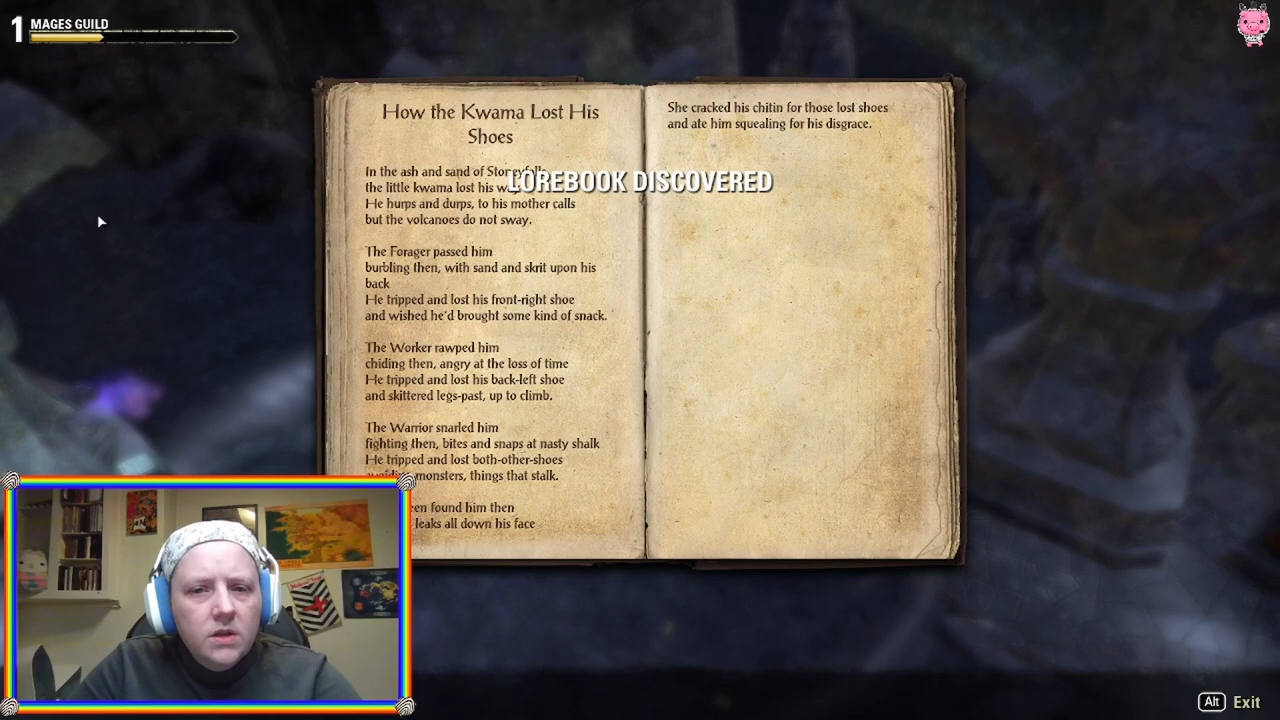 1 MAGES GUILD
How the Kwama Lost His
Shoes
In the ash and sand of
the little kwama lost his
He hurps and durps, to his mother calls
but the volcanoes do not sway.
The Forager passed him
burbling then, with sand and skrit upon his
back
He tripped and lost his front-right shoe
and wished he'd brought some kind of snack.
The Worker rawped him
chiding then, angry at the loss of time
He tripped and lost his back-left shoe
and skittered legs-past, up to climb.
The Warrior snarled him
fighting then, bites and snaps at nasty shalk
He tripped and lost both-other-shoes
monsters, things that stalk.
found him then
leaks all down his face
She cracked his chitin for those lost shoes
and ate him squealing for his disgrace.
LOREBOOK DISCOVERED
Alt Exit